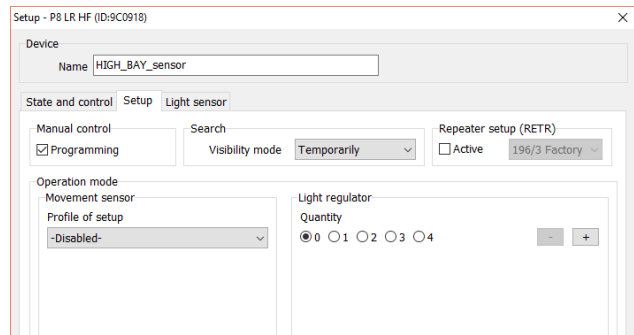 Setup - P8 LR HF (ID:9C0918)
Device
Name HIGH_BAY_sensor
State and control Setup Light sensor
Manual control Search Repeater setup (RETR)
Programming Visibility mode Temporarily Active 196/3 Factory
Operation mode
Movement sensor Light regulator
Profile of setup Quantity
-Disabled- 0 1 2 3 4 - +